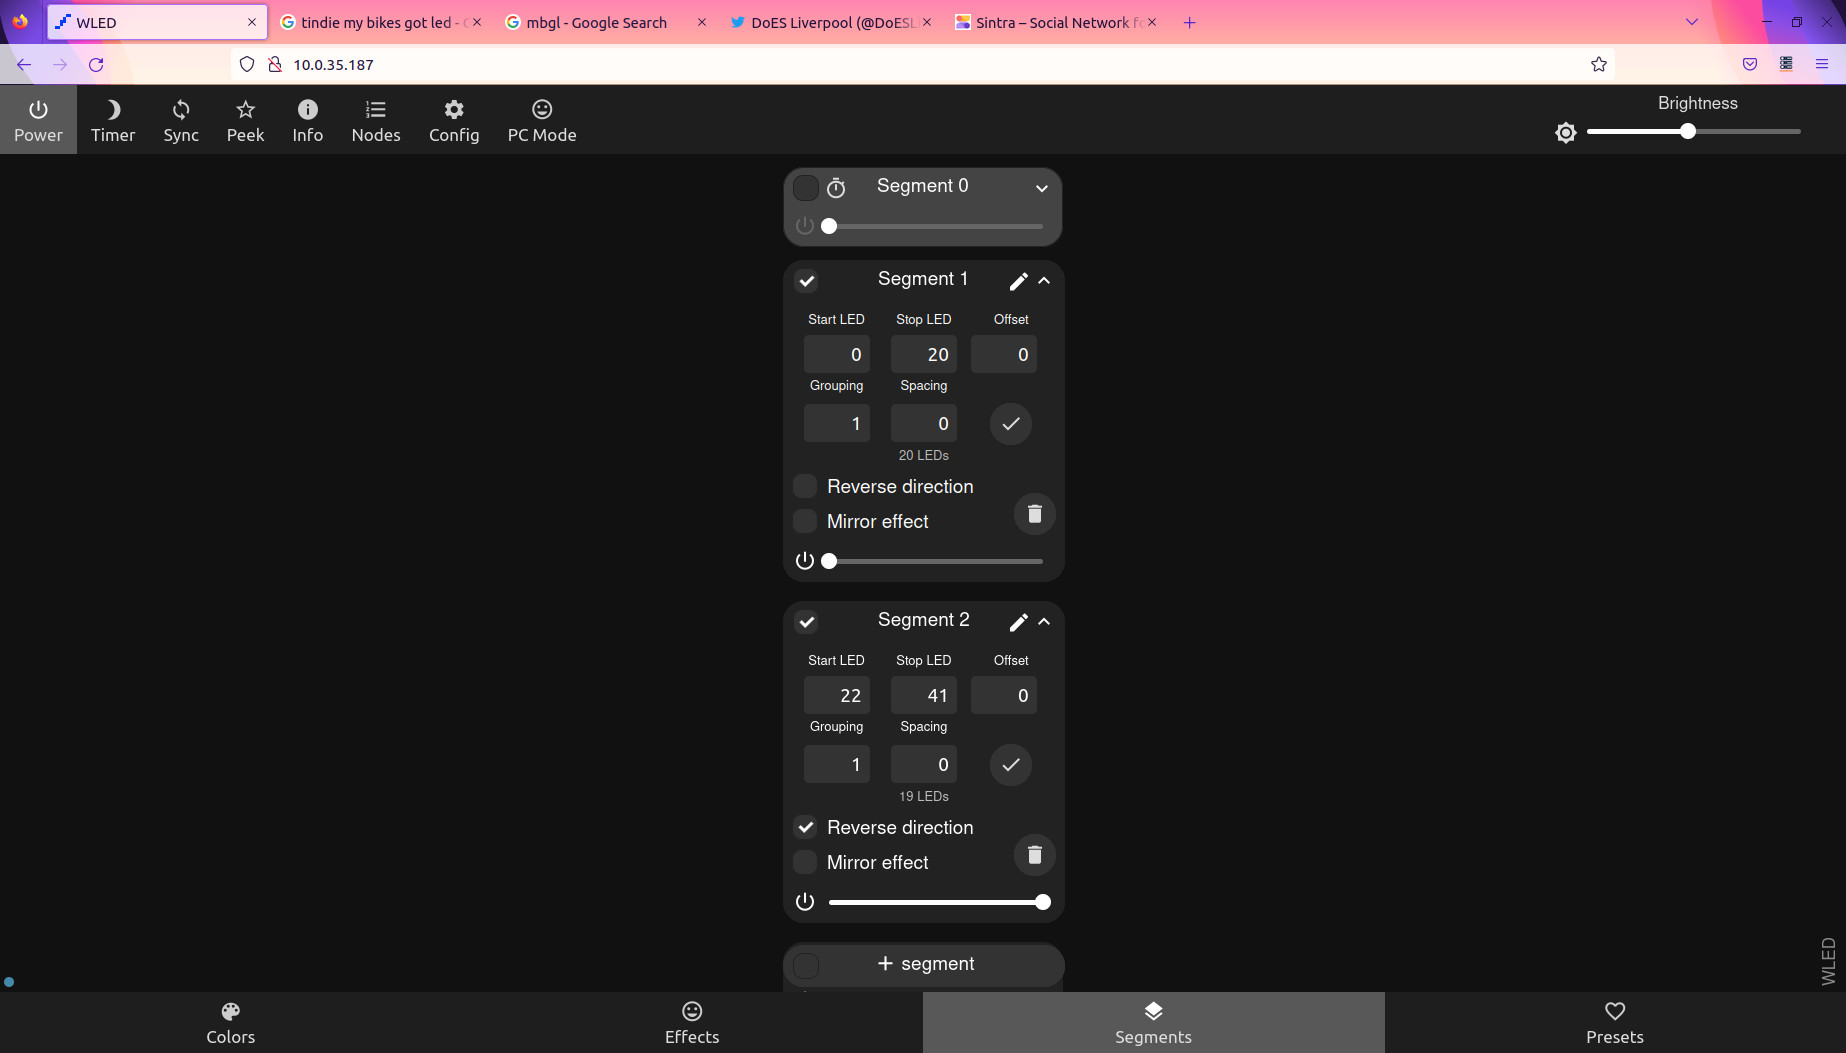 WLED
tindie my bikes got led - G
mbgl - Google Search
DoES Liverpool (@DoESL
Sintra – Social Network fo
10.0.35.187
Power
Timer
Sync
Peek
Info
Nodes
Config
PC Mode
Brightness
Segment 0
Segment 1
Start LED Stop LED Offset
0 20 0
Grouping Spacing
1 0
20 LEDs
Reverse direction
Mirror effect
Segment 2
Start LED Stop LED Offset
22 41 0
Grouping Spacing
1 0
19 LEDs
Reverse direction
Mirror effect
+ segment
WLED
Colors
Effects
Segments
Presets